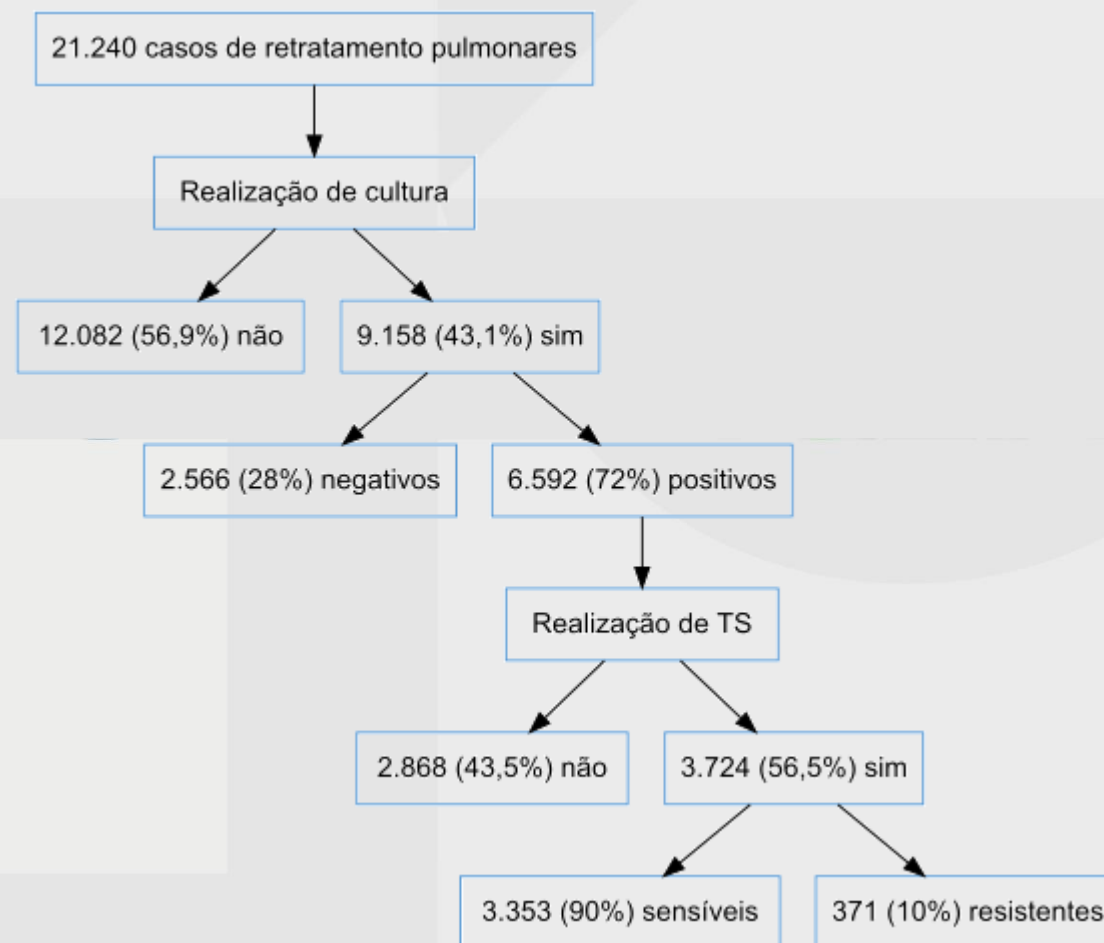 21.240 casos de retratamento pulmonares
Realização de cultura
12.082 (56,9%) não
9.158 (43,1%) sim
2.566 (28%) negativos
6.592 (72%) positivos
Realização de TS
2.868 (43,5%) não
3.724 (56,5%) sim
3.353 (90%) sensíveis
371 (10%) resistentes